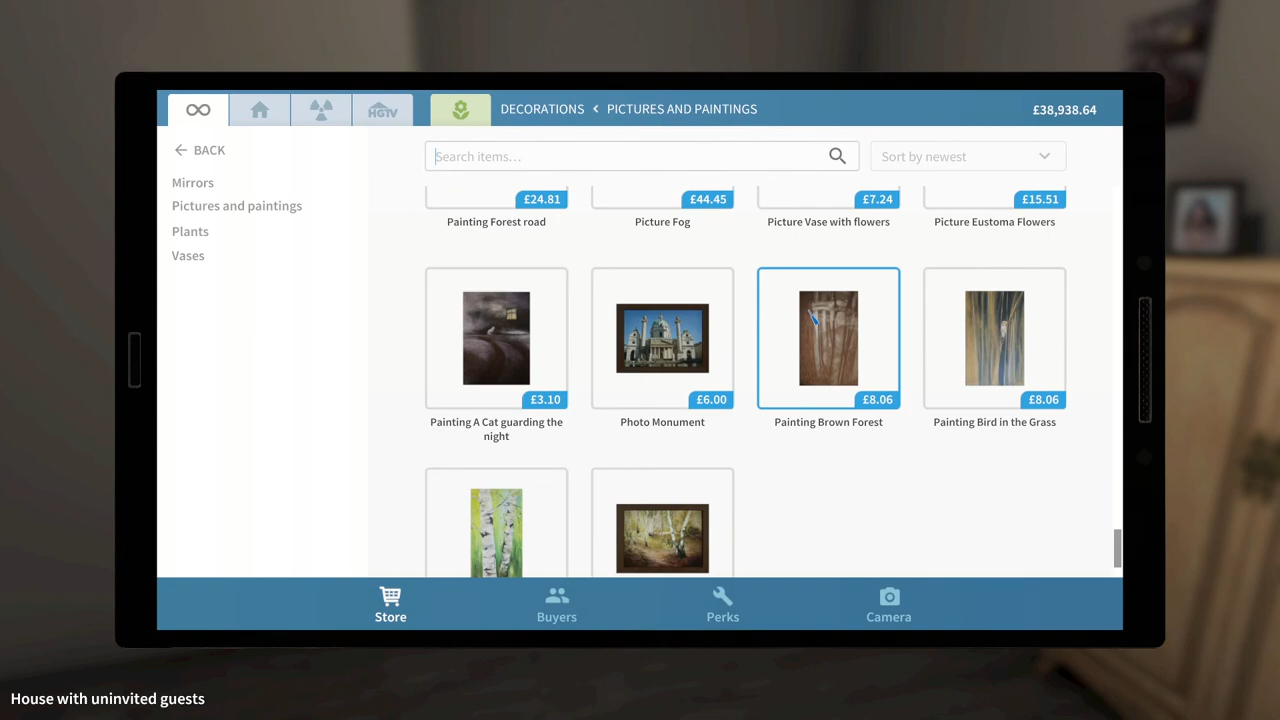 HGTV
DECORATIONS < PICTURES AND PAINTINGS
£38,938.64
BACK
Search items...
Sort by newest
Mirrors
Pictures and paintings
Plants
Vases
£24.81
£44.45
£7.24
£15.51
Painting Forest road
Picture Fog
Picture Vase with flowers
Picture Eustoma Flowers
£3.10
£6.00
£8.06
£8.06
Painting A Cat guarding the
night
Photo Monument
Painting Brown Forest
Painting Bird in the Grass
Store
Buyers
Perks
Camera
House with uninvited guests